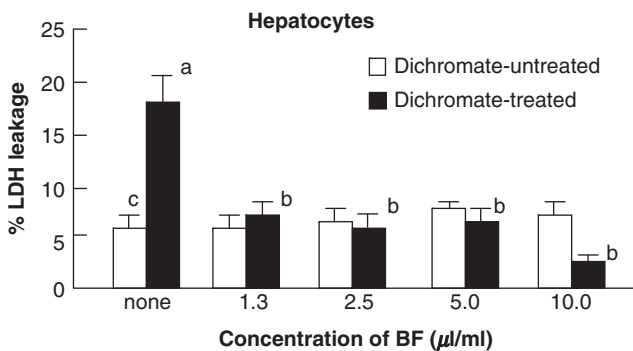 Hepatocytes
25
20
15
10
5
0
% LDH leakage
Dichromate-untreated
Dichromate-treated
a
c
b
b
b
b
none 1.3 2.5 5.0 10.0
Concentration of BF (μl/ml)